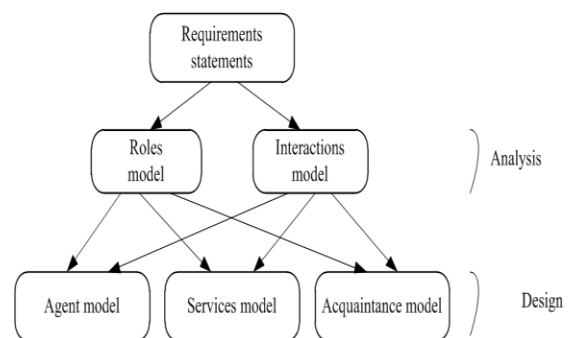 Requirements
statements
Roles
model
Interactions
model
Analysis
Agent model
Services model
Acquaintance model
Design